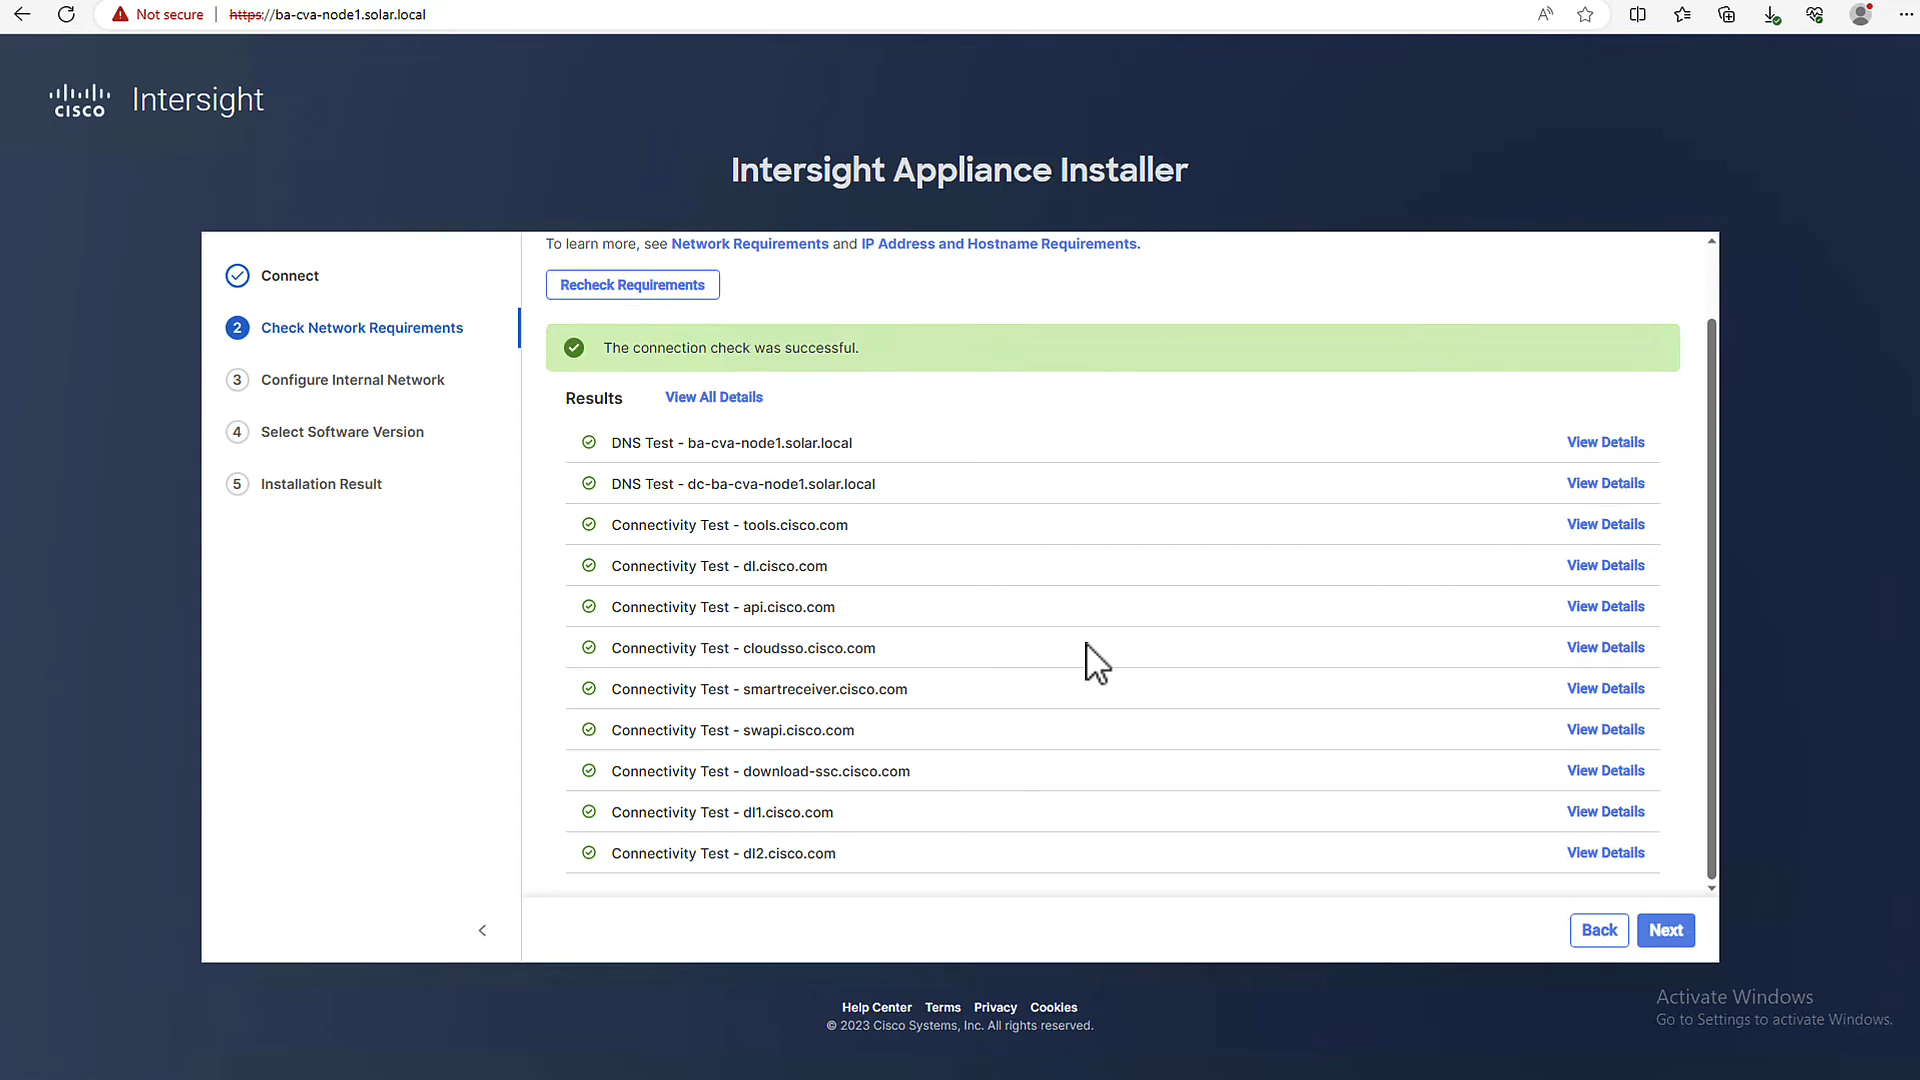 Not secure | https://ba-cva-node1.solar.local
CISCO Intersight
Intersight Appliance Installer
To learn more, see Network Requirements and IP Address and Hostname Requirements.
Recheck Requirements
Connect
2 Check Network Requirements
3 Configure Internal Network
4 Select Software Version
5 Installation Result
The connection check was successful.
Results View All Details
DNS Test - ba-cva-node1.solar.local View Details
DNS Test - dc-ba-cva-node1.solar.local View Details
Connectivity Test - tools.cisco.com View Details
Connectivity Test - dl.cisco.com View Details
Connectivity Test - api.cisco.com View Details
Connectivity Test - cloudsso.cisco.com View Details
Connectivity Test - smartreceiver.cisco.com View Details
Connectivity Test - swapi.cisco.com View Details
Connectivity Test - download-ssc.cisco.com View Details
Connectivity Test - dl1.cisco.com View Details
Connectivity Test - dl2.cisco.com View Details
Back Next
Help Center Terms Privacy Cookies
© 2023 Cisco Systems, Inc. All rights reserved.
Activate Windows
Go to Settings to activate Windows.